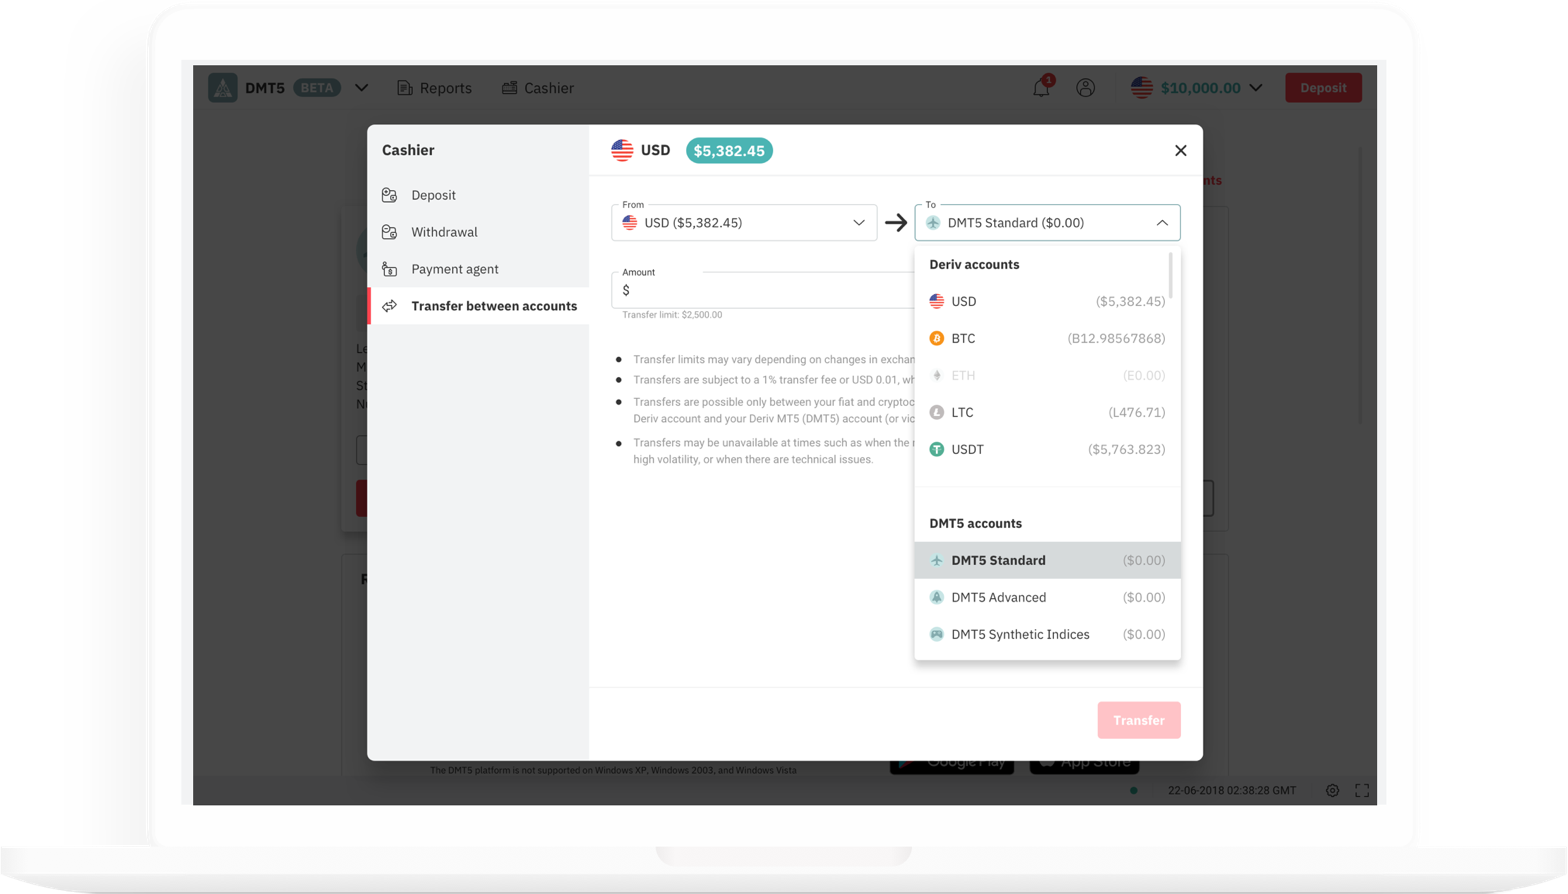 DMT5 BETA Reports Cashier 1 $10,000.00 Deposit
Cashier
Deposit
Withdrawal
Payment agent
Transfer between accounts
USD $5,382.45
From
USD ($5,382.45)
To
DMT5 Standard ($0.00)
Amount
$
Transfer limit: $2,500.00
Transfer limits may vary depending on changes in
Transfers are subject to a 1% transfer fee or USD 0.01,
Transfers are possible only between your fiat and
Deriv account and your Deriv MT5 (DMT5) account (or
Transfers may be unavailable at times such as when the
high volatility, or when there are technical issues.
Deriv accounts
USD ($5,382.45)
BTC (B12.98567868)
ETH (E0.00)
LTC (L476.71)
USDT ($5,763.823)
DMT5 accounts
DMT5 Standard ($0.00)
DMT5 Advanced ($0.00)
DMT5 Synthetic Indices ($0.00)
Transfer
The DMT5 platform is not supported on Windows XP, Windows 2003, and Windows Vista
Google Play
App Store
22-06-2018 02:38:28 GMT